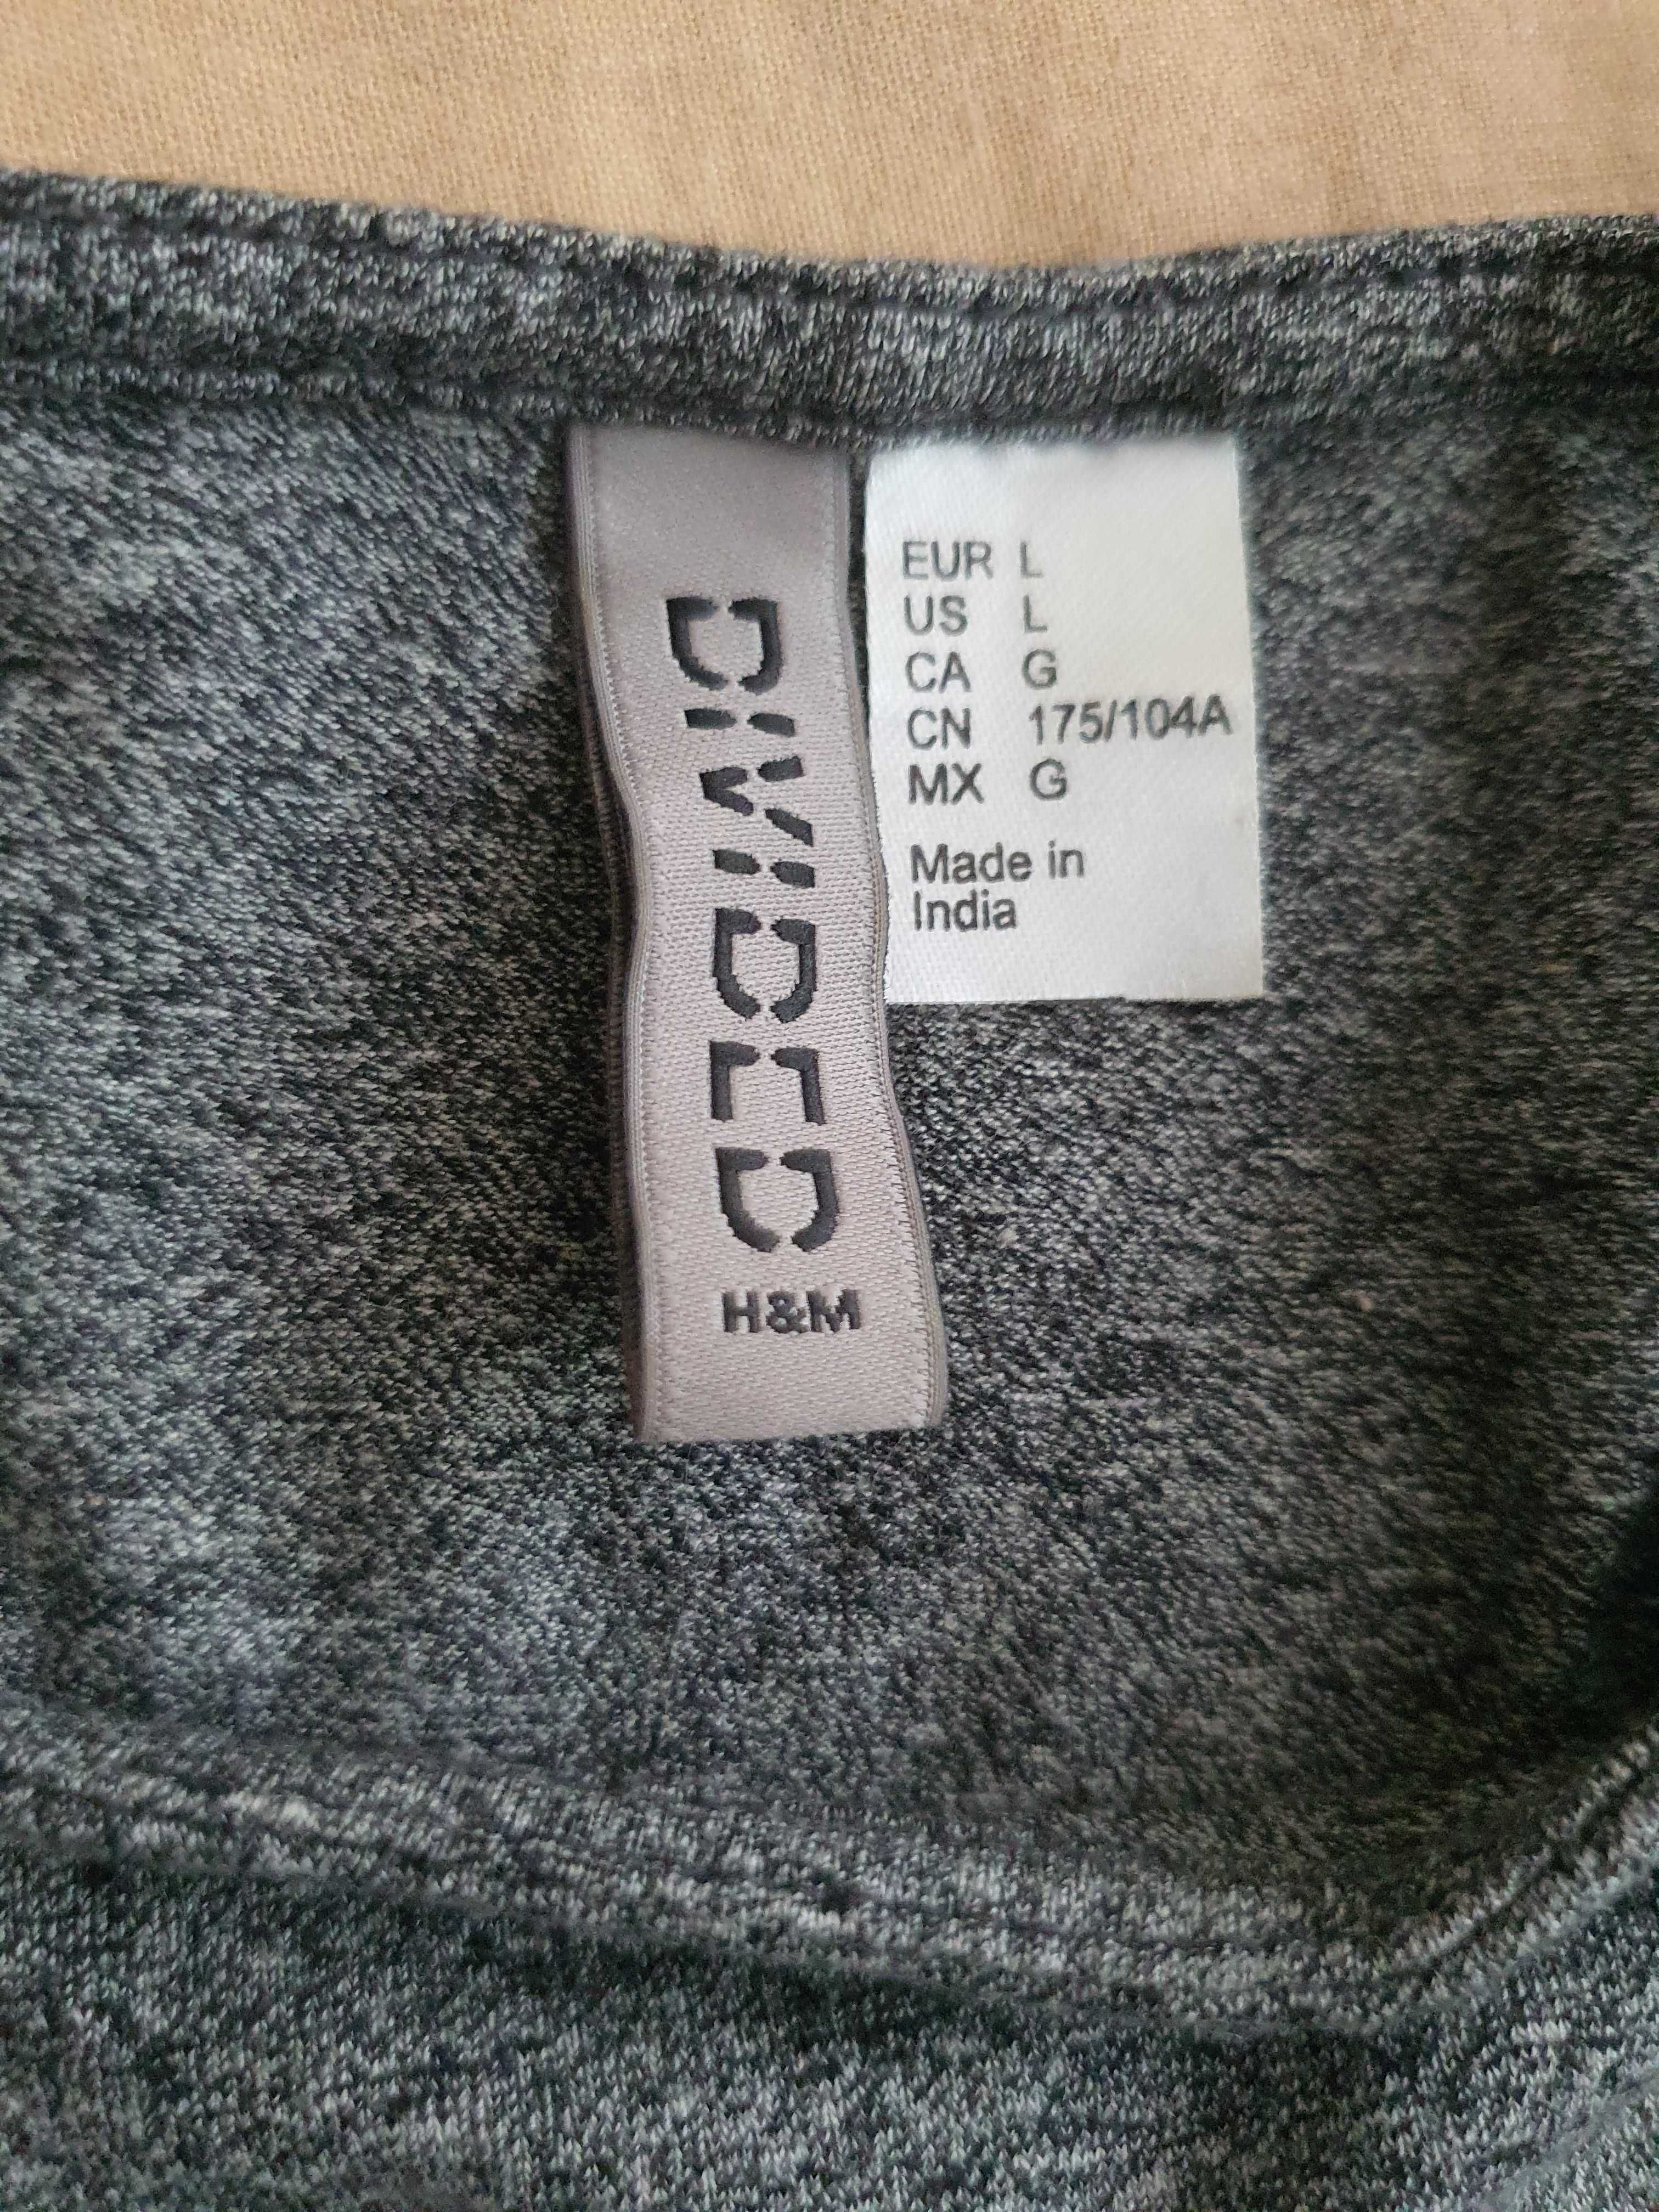 DIVIDED
H&M
EUR L
US L
CA G
CN 175/104A
MX G
Made in
India